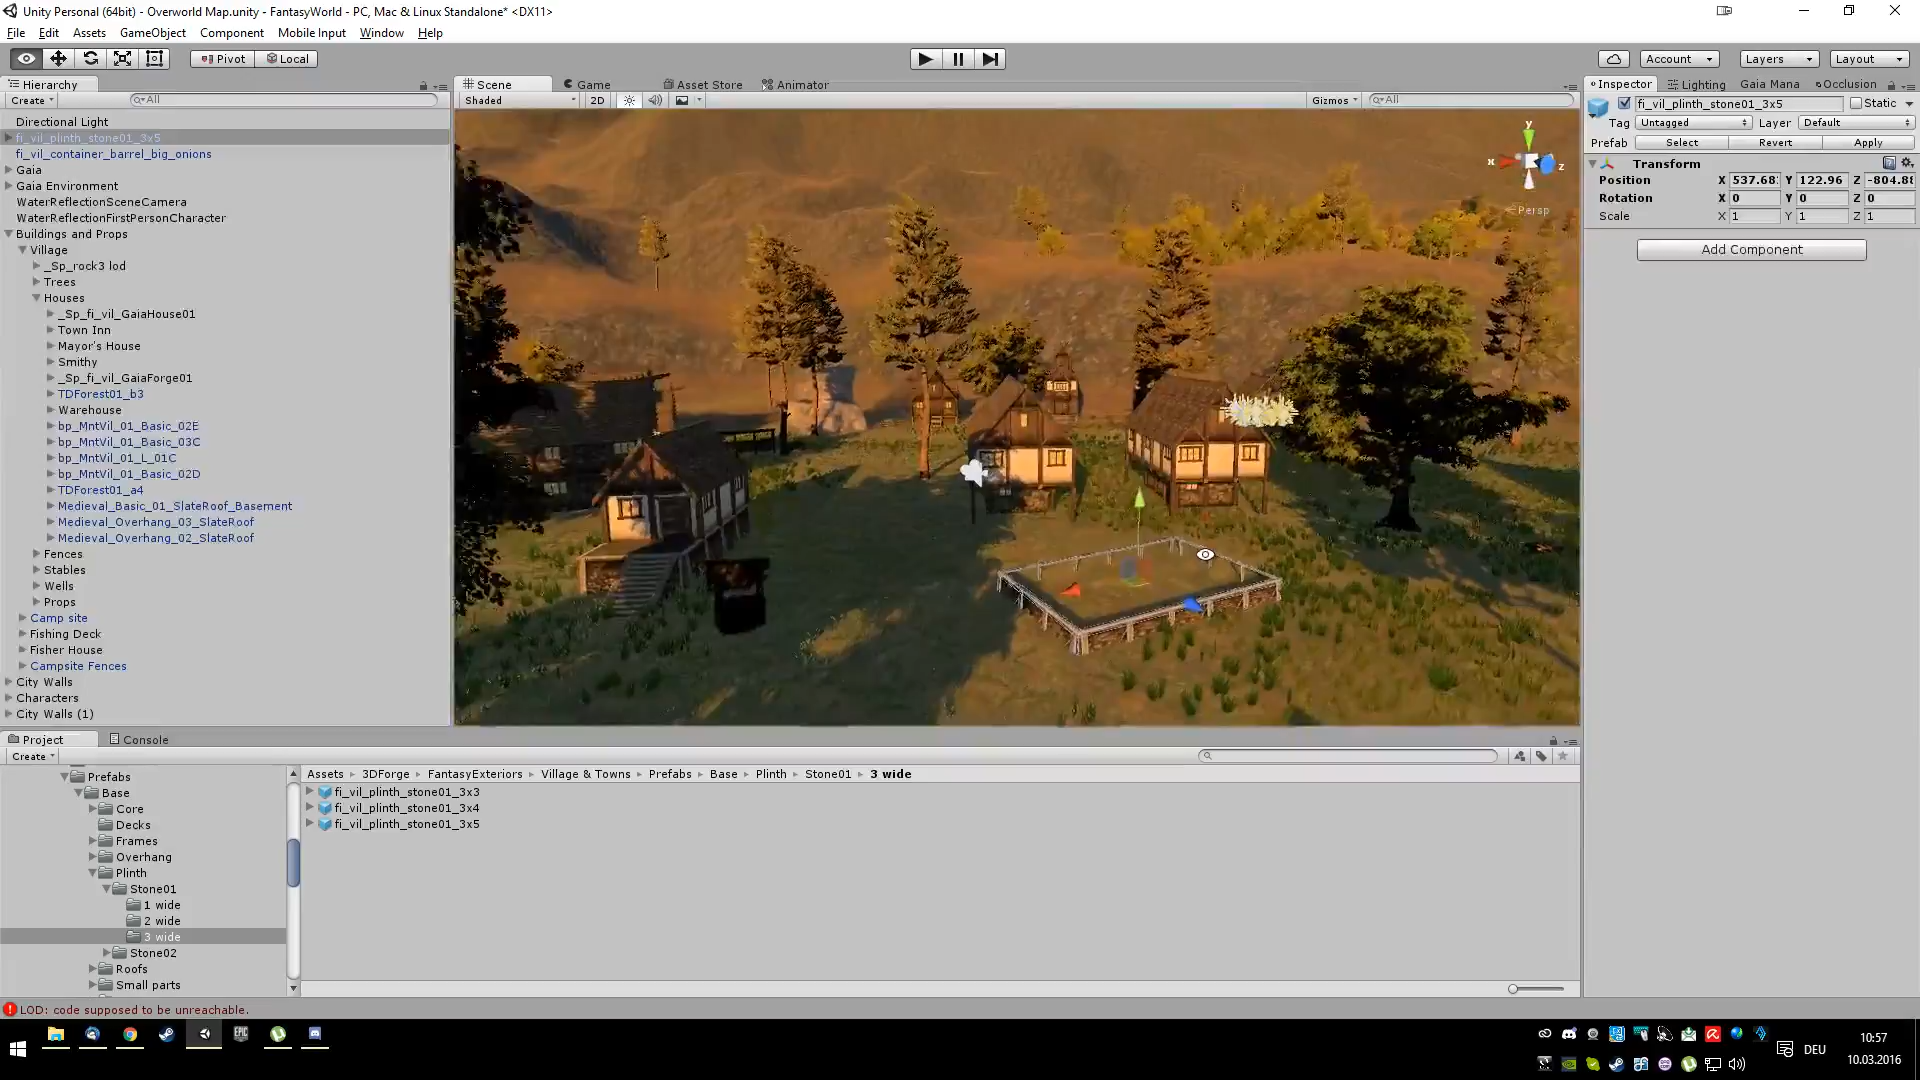 Unity Personal (64bit) - Overworld Map.unity - FantasyWorld - PC, Mac & Linux Standalone* <DX11>
File Edit Assets GameObject Component Mobile Input Window Help
Pivot Local Account Layers Layout
Hierarchy
Create All
Directional Light
fi_vil_plinth_stone01_3x5
fi_vil_container_barrel_big_onions
Gaia
Gaia Environment
WaterReflectionSceneCamera
WaterReflectionFirstPersonCharacter
Buildings and Props
Village
_Sp_rock3 lod
Trees
Houses
_Sp_fi_vil_GaiaHouse01
Town Inn
Mayor's House
Smithy
_Sp_fi_vil_GaiaForge01
TDForest01_b3
Warehouse
bp_MntVil_01_Basic_02E
bp_MntVil_01_Basic_03C
bp_MntVil_01_L_01C
bp_MntVil_01_Basic_02D
TDForest01_a4
Medieval_Basic_01_SlateRoof_Basement
Medieval_Overhang_03_SlateRoof
Medieval_Overhang_02_SlateRoof
Fences
Stables
Wells
Props
Camp site
Fishing Deck
Fisher House
Campsite Fences
City Walls
Characters
City Walls (1)
Scene Game Asset Store Animator
Shaded 2D Gizmos All
y
x z
Persp
Inspector Lighting Gaia Mana Occlusion
fi_vil_plinth_stone01_3x5 Static
Tag Untagged Layer Default
Prefab Select Revert Apply
Transform
Position X 537.68 Y 122.96 Z -804.88
Rotation X 0 Y 0 Z 0
Scale X 1 Y 1 Z 1
Add Component
Project Console
Create
Prefabs
Base
Core
Decks
Frames
Overhang
Plinth
Stone01
1 wide
2 wide
3 wide
Stone02
Roofs
Small parts
Assets 3DForge FantasyExteriors Village & Towns Prefabs Base Plinth Stone01 3 wide
fi_vil_plinth_stone01_3x3
fi_vil_plinth_stone01_3x4
fi_vil_plinth_stone01_3x5
LOD: code supposed to be unreachable.
EPIC
DEU
10:57
10.03.2016